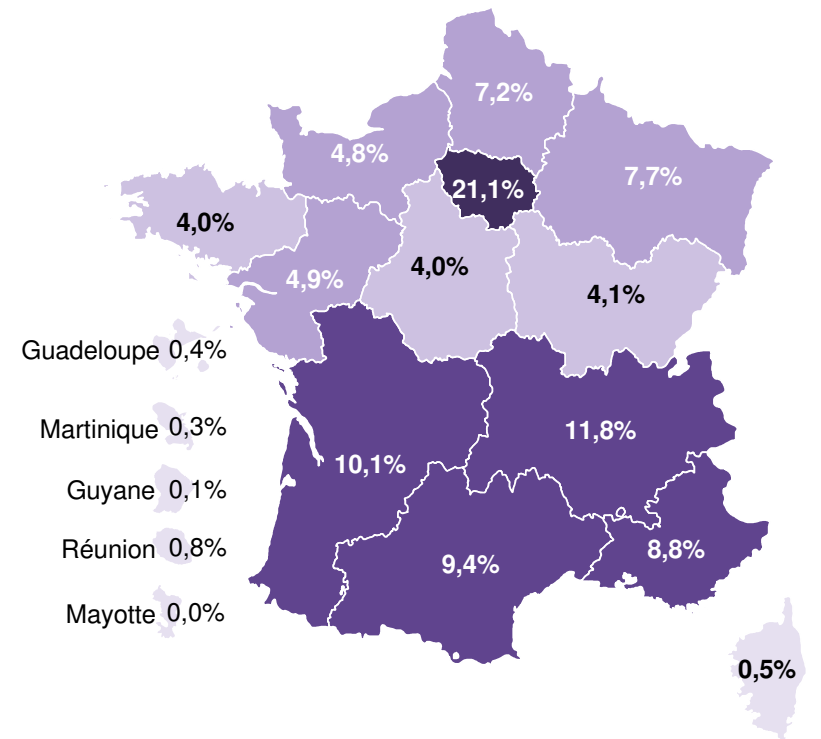 7,2%
4,8%
7,7%
21,1%
4,0%
4,0%
4,9%
4,1%
Guadeloupe 0,4%
Martinique 0,3%
11,8%
10,1%
Guyane 0,1%
Réunion 0,8%
8,8%
9,4%
Mayotte 0,0%
0,5%